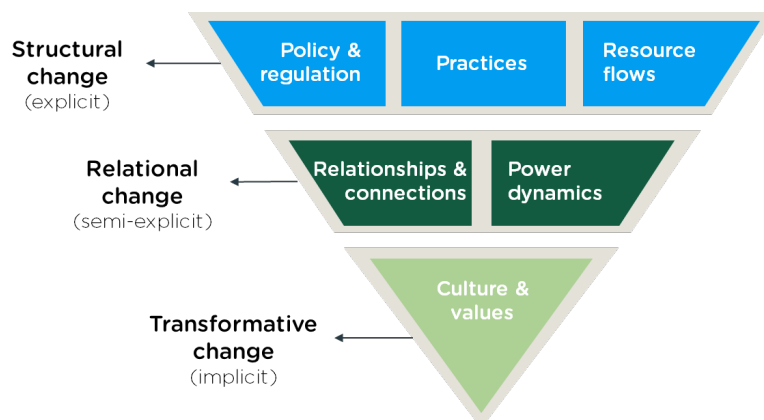 Structural
change
(explicit)
Policy &
regulation
Practices
Resource
flows
Relational
change
(semi-explicit)
Relationships &
connections
Power
dynamics
Transformative
change
(implicit)
Culture &
values